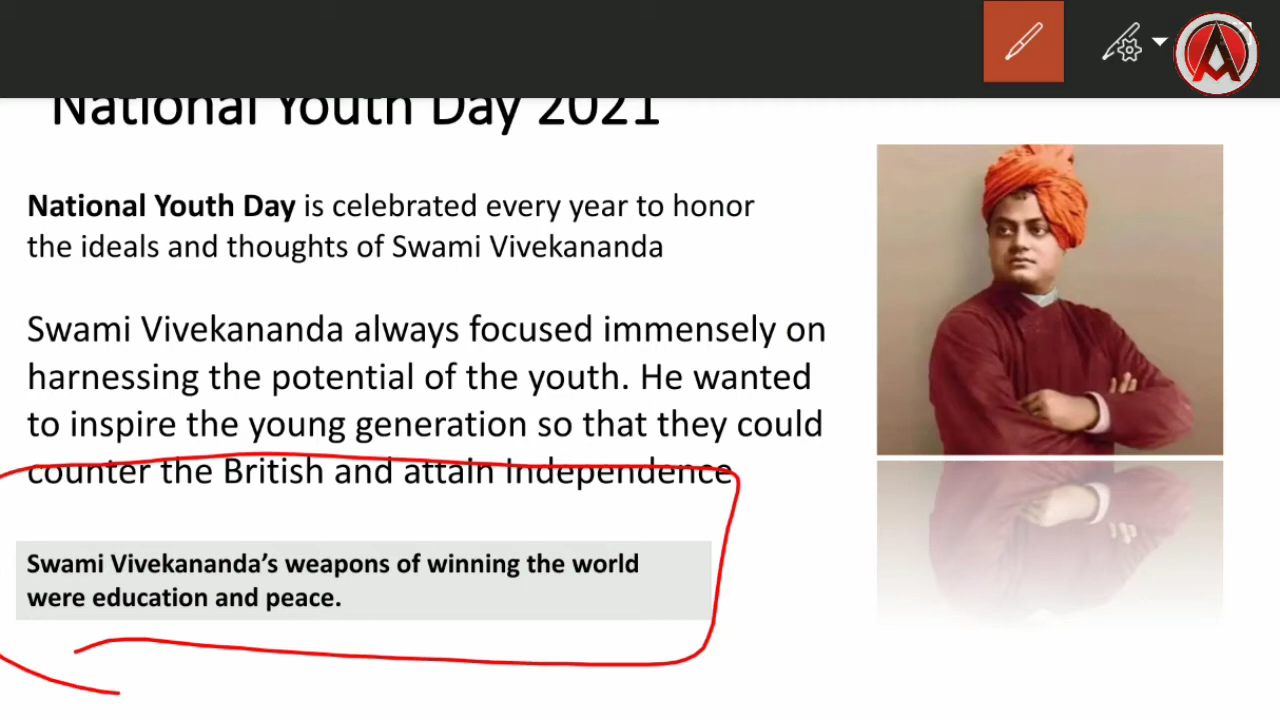 National Youth Day 2021
National Youth Day is celebrated every year to honor
the ideals and thoughts of Swami Vivekananda
Swami Vivekananda always focused immensely on
harnessing the potential of the youth. He wanted
to inspire the young generation so that they could
counter the British and attain Independence
Swami Vivekananda’s weapons of winning the world
were education and peace.